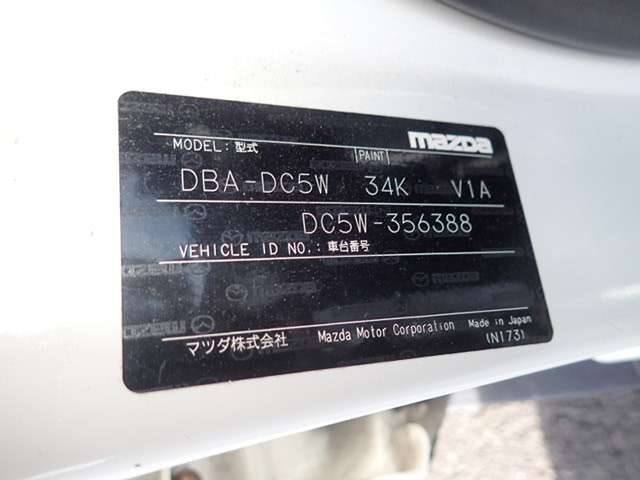 mazda
MODEL: 型式 PAINT
DBA-DC5W 34K V1A
DC5W-356388
VEHICLE ID NO.: 車台番号
マツダ株式会社 Mazda Motor Corporation Made in Japan
(N173)